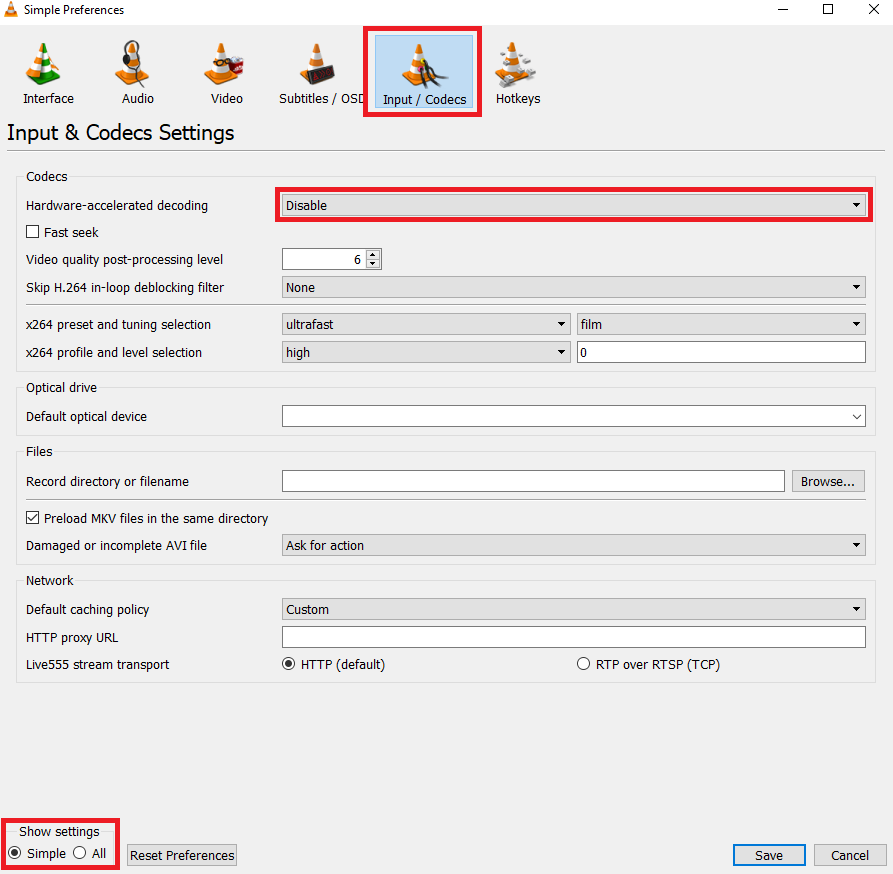 Simple Preferences
Interface Audio Video Subtitles / OSD Input / Codecs Hotkeys
Input & Codecs Settings
Codecs
Hardware-accelerated decoding Disable
Fast seek
Video quality post-processing level 6
Skip H.264 in-loop deblocking filter None
x264 preset and tuning selection ultrafast film
x264 profile and level selection high 0
Optical drive
Default optical device
Files
Record directory or filename Browse...
Preload MKV files in the same directory
Damaged or incomplete AVI file Ask for action
Network
Default caching policy Custom
HTTP proxy URL
Live555 stream transport HTTP (default) RTP over RTSP (TCP)
Show settings
Simple All Reset Preferences Save Cancel